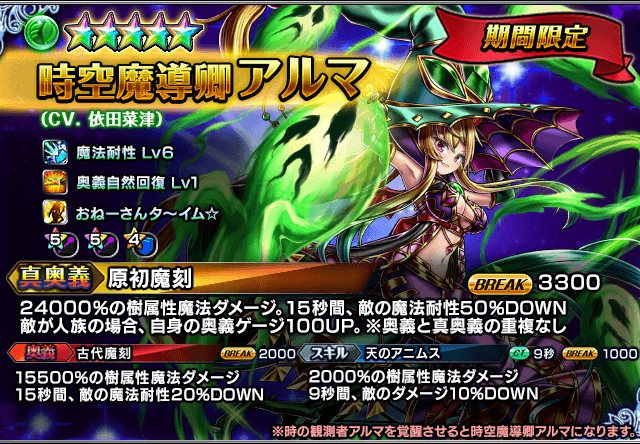 期間限定
時空魔導卿アルマ
(CV. 依田菜津)
魔法耐性 Lv6
奥義自然回復 Lv1
おねーさんタ〜イム☆
5 5 4
真奥義 原初魔刻 BREAK 3300
24000%の樹属性魔法ダメージ。15秒間、敵の魔法耐性50%DOWN
敵が人族の場合、自身の奥義ゲージ100UP。※奥義と真奥義の重複なし
奥義 古代魔刻 BREAK 2000
15500%の樹属性魔法ダメージ
15秒間、敵の魔法耐性20%DOWN
スキル 天のアニムス CT 9秒 BREAK 1000
2000%の樹属性魔法ダメージ
9秒間、敵のダメージ10%DOWN
※時の観測者アルマを覚醒させると時空魔導卿アルマになります。